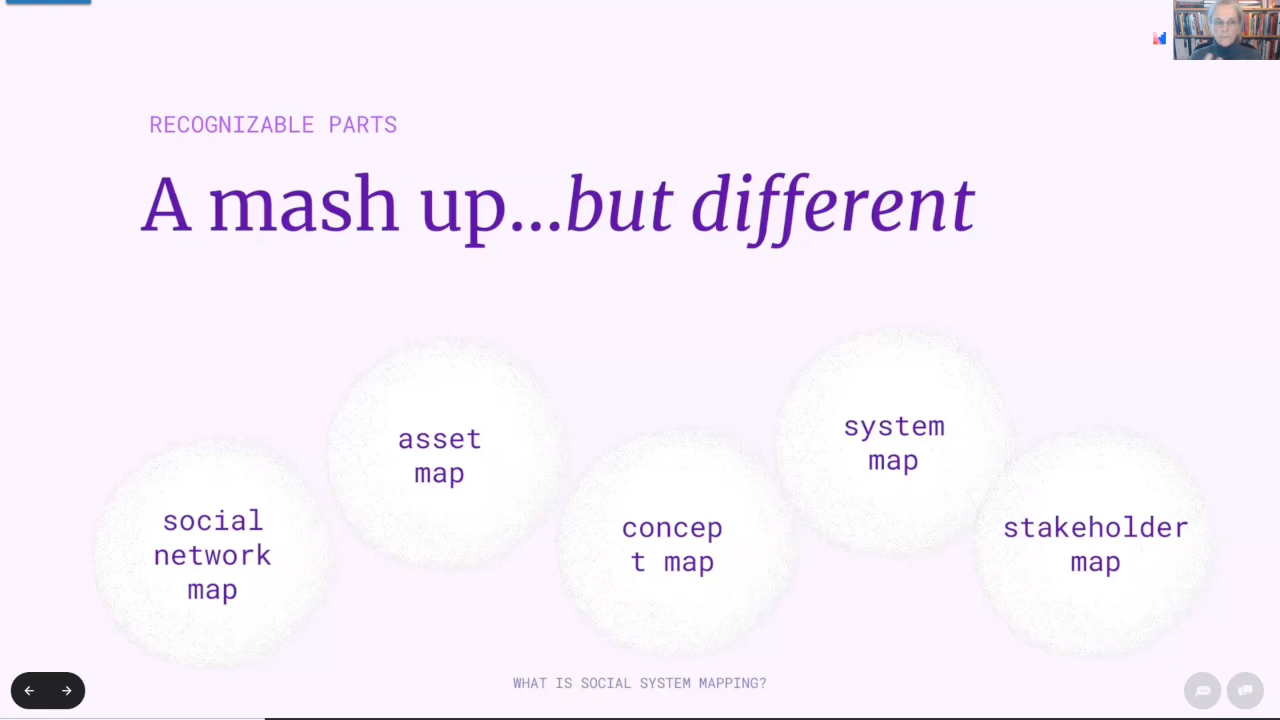 RECOGNIZABLE PARTS
A mash up...but different
social
network
map
asset
map
concep
t map
system
map
stakeholder
map
WHAT IS SOCIAL SYSTEM MAPPING?